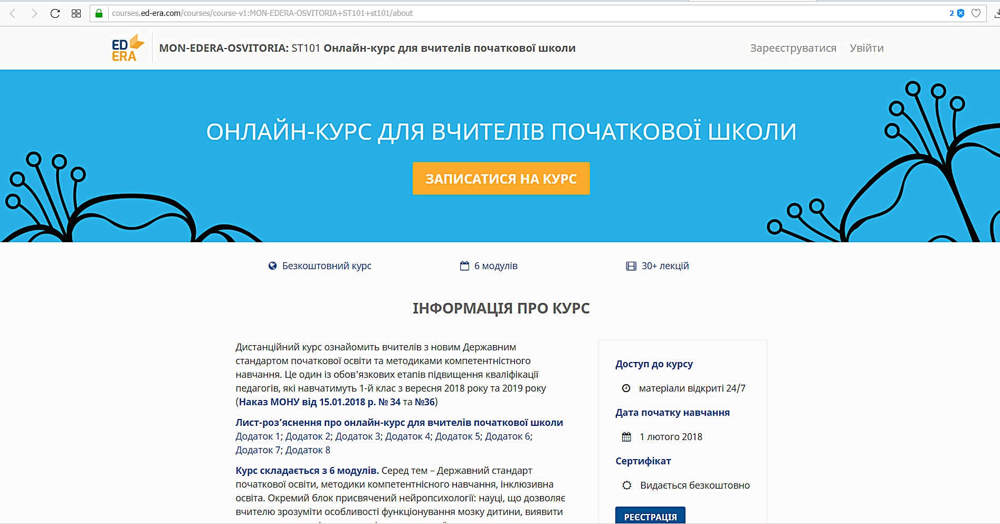 courses.ed-era.com/courses/course-v1:MON-EDERA-OSVITORIA+ST101+st101/about
2
ED
ERA
MON-EDERA-OSVITORIA: ST101 Онлайн-курс для вчителів початкової школи
Зареєструватися Увійти
ОНЛАЙН-КУРС ДЛЯ ВЧИТЕЛІВ ПОЧАТКОВОЇ ШКОЛИ
ЗАПИСАТИСЯ НА КУРС
Безкоштовний курс
6 модулів
30+ лекцій
ІНФОРМАЦІЯ ПРО КУРС
Дистанційний курс ознайомить вчителів з новим Державним
стандартом початкової освіти та методиками компетентністного
навчання. Це один із обов'язкових етапів підвищення кваліфікації
педагогів, які навчатимуть 1-й клас з вересня 2018 року та 2019 року
(Наказ МОНУ від 15.01.2018 р. № 34 та №36)
Лист-роз’яснення про онлайн-курс для вчителів початкової школи
Додаток 1; Додаток 2; Додаток 3; Додаток 4; Додаток 5; Додаток 6;
Додаток 7; Додаток 8
Курс складається з 6 модулів. Серед тем – Державний стандарт
початкової освіти, методики компетентнісного навчання, інклюзивна
освіта. Окремий блок присвячений нейропсихології: науці, що дозволяє
вчителю зрозуміти особливості функціонування мозку дитини, виявити
Доступ до курсу
матеріали відкриті 24/7
Дата початку навчання
1 лютого 2018
Сертифікат
Видається безкоштовно
РЕЄСТРАЦІЯ